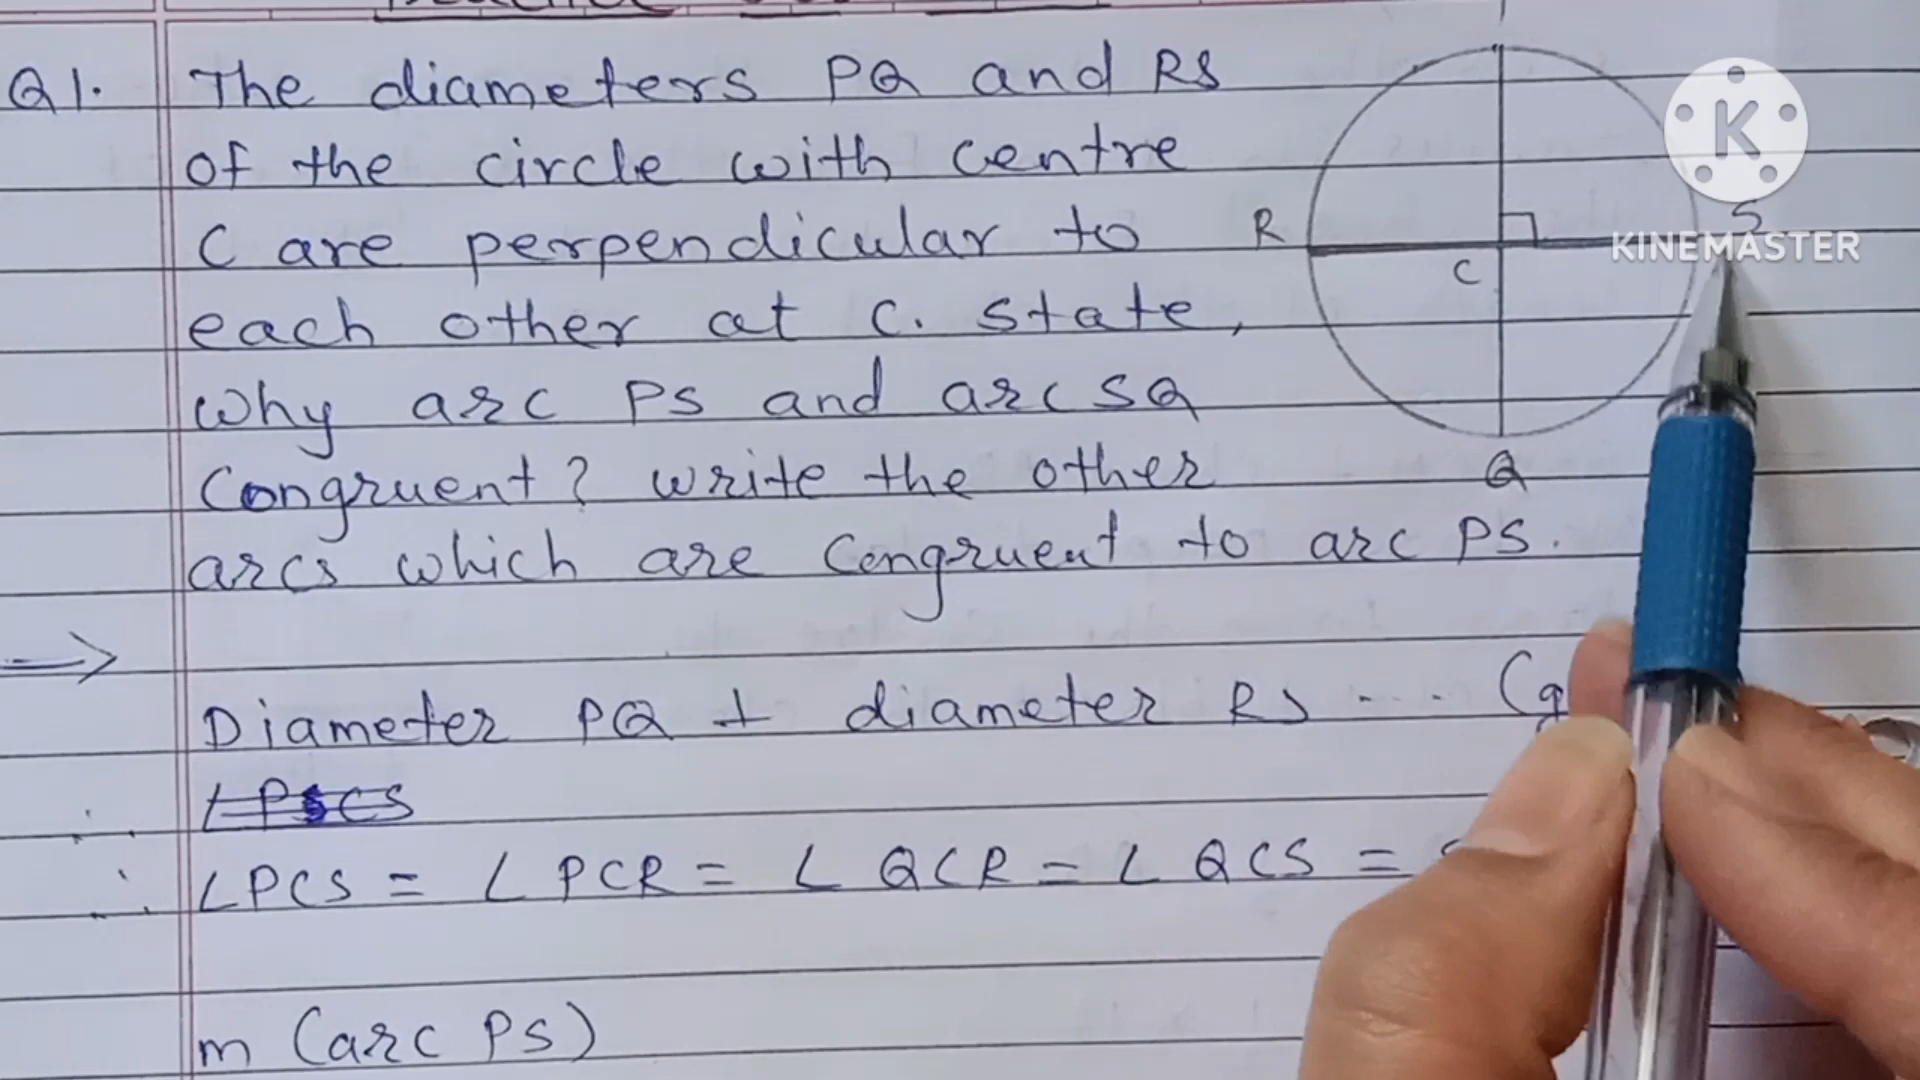 Q1. The diameters PQ and RS
of the circle with centre
C are perpendicular to
each other at C. state,
why arc PS and arc SQ
Congruent? write the other
arcs which are Congruent to arc PS.
R
S
C
Q
K
KINEMASTER
⇒
Diameter PQ ⊥ diameter RS ... (g
∴ ∠PCS = ∠PCR = ∠QCR = ∠QCS =
m (arc PS)